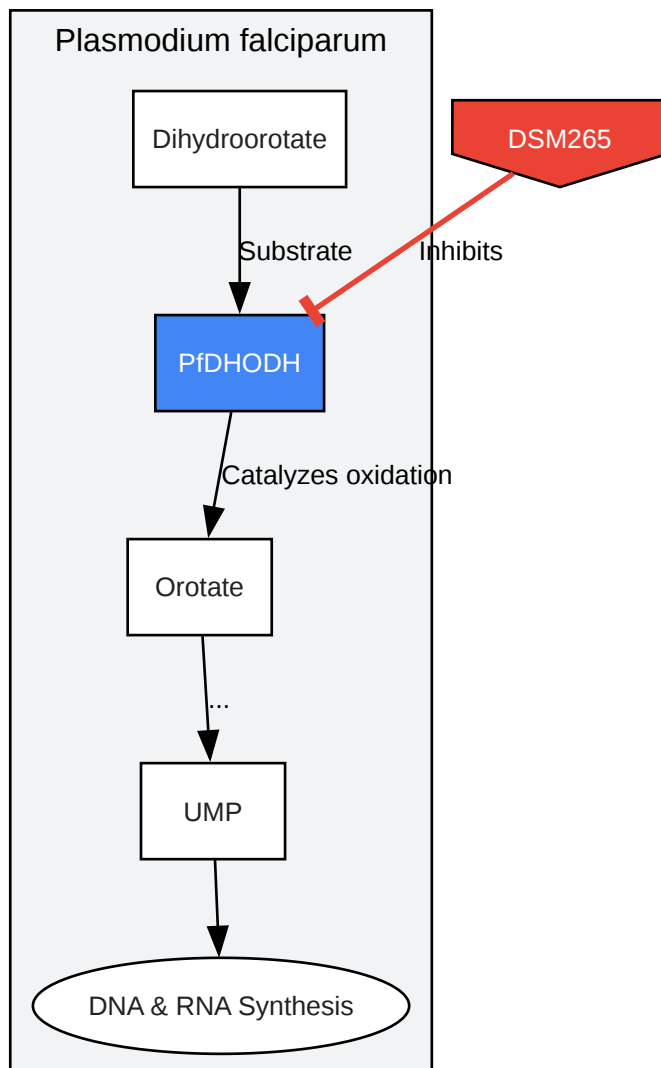 Plasmodium falciparum
Dihydroorotate
DSM265
Substrate
Inhibits
PfDHODH
Catalyzes oxidation
Orotate
...
UMP
DNA & RNA Synthesis